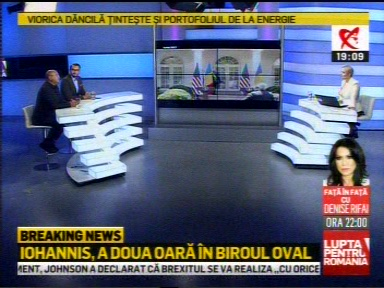 VIORICA DĂNCILĂ ȚINTEȘTE ȘI PORTOFOLIUL DE LA ENERGIE
19:09
FAȚĂ ÎN FAȚĂ
CU
DENISE RIFAI
ORA 22:00
LUPTA
PENTRU
ROMÂNIA
BREAKING NEWS
IOHANNIS, A DOUA OARĂ ÎN BIROUL OVAL
MENT, JOHNSON A DECLARAT CĂ BREXITUL SE VA REALIZA „CU ORICE